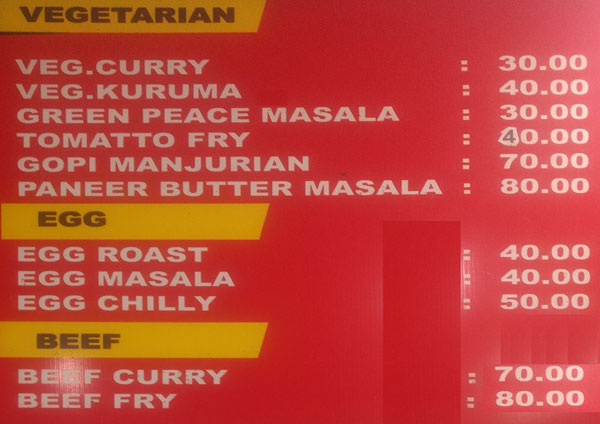 VEGETARIAN
VEG.CURRY : 30.00
VEG.KURUMA : 40.00
GREEN PEACE MASALA : 30.00
TOMATTO FRY : 40.00
GOPI MANJURIAN : 70.00
PANEER BUTTER MASALA : 80.00
EGG
EGG ROAST : 40.00
EGG MASALA : 40.00
EGG CHILLY : 50.00
BEEF
BEEF CURRY : 70.00
BEEF FRY : 80.00